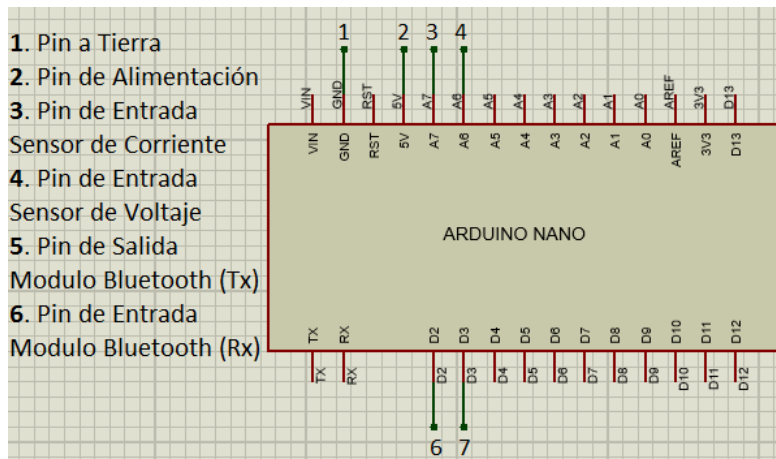 1. Pin a Tierra
2. Pin de Alimentación
3. Pin de Entrada
Sensor de Corriente
4. Pin de Entrada
Sensor de Voltaje
5. Pin de Salida
Modulo Bluetooth (Tx)
6. Pin de Entrada
Modulo Bluetooth (Rx)
1 2 3 4
VIN GND RST 5V A7 A6 A5 A4 A3 A2 A1 A0 AREF 3V3 D13
VIN GND RST 5V A7 A6 A5 A4 A3 A2 A1 A0 AREF 3V3 D13
ARDUINO NANO
TX RX D2 D3 D4 D5 D6 D7 D8 D9 D10 D11 D12
TX RX D2 D3 D4 D5 D6 D7 D8 D9 D10 D11 D12
6 7